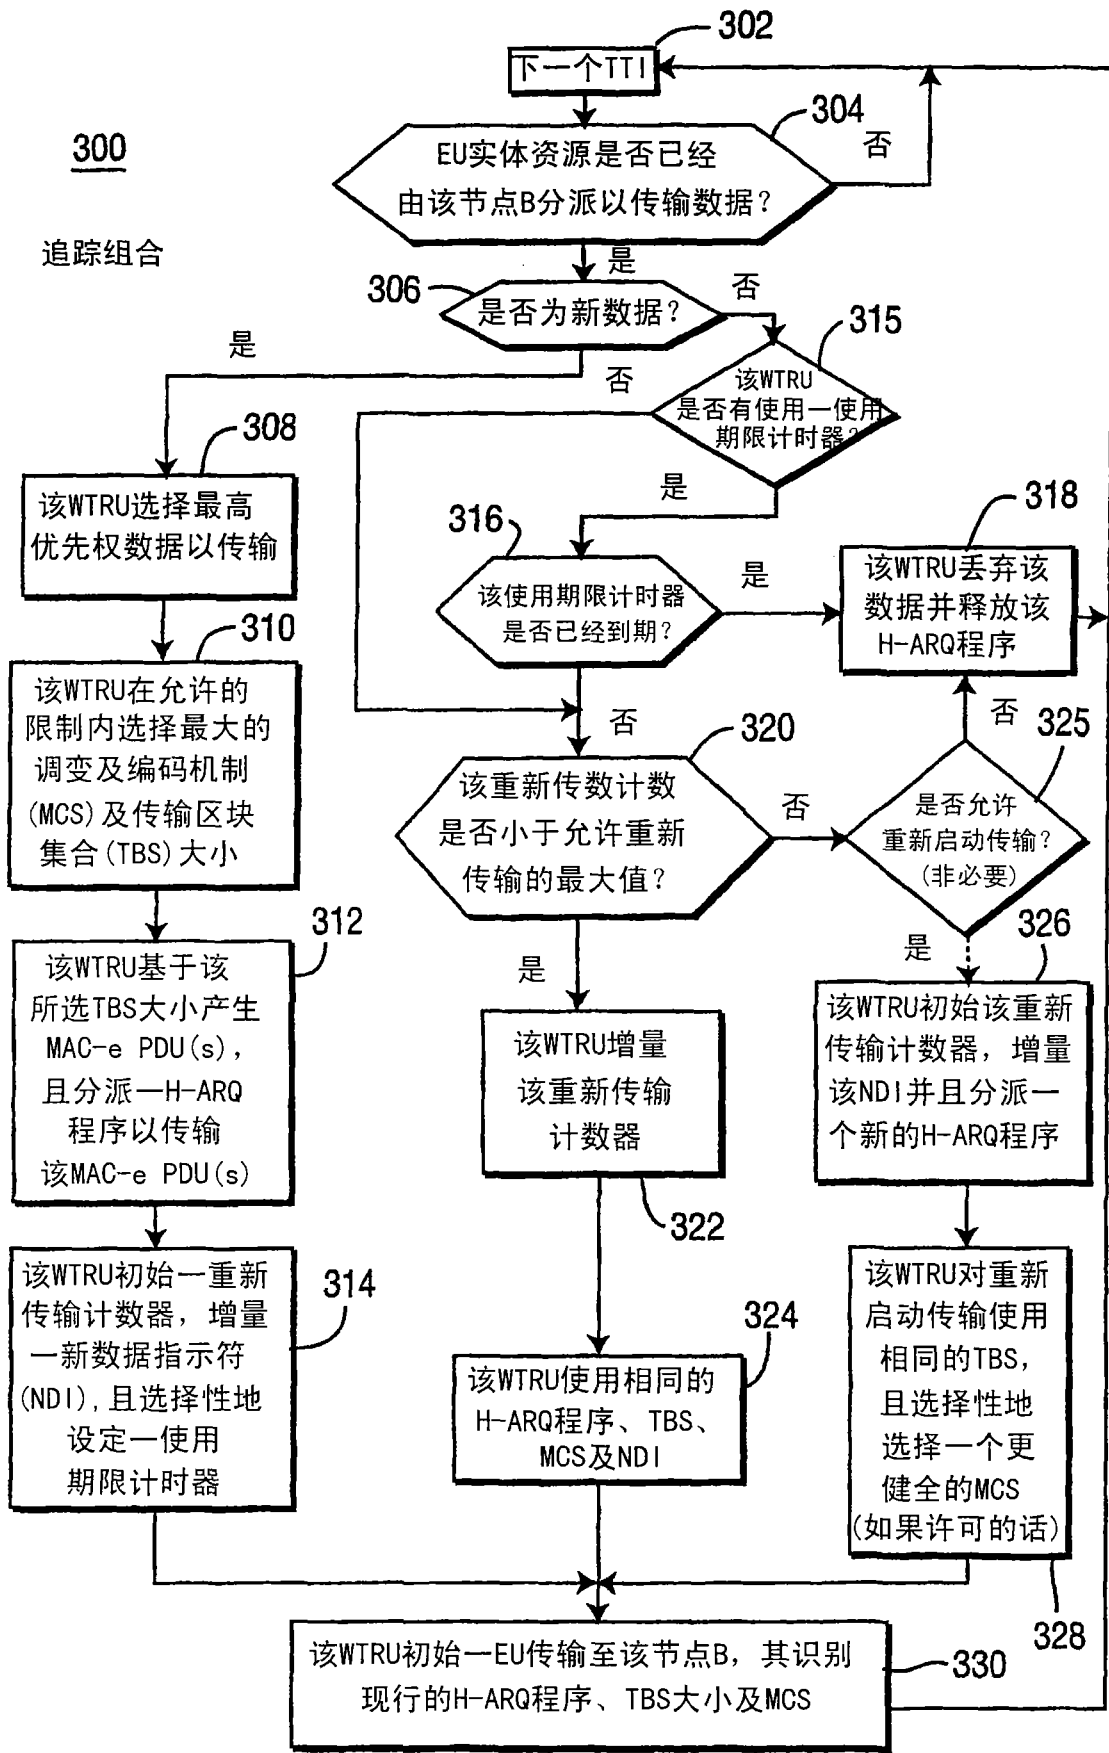 302
下一个TTI
304
300
EU实体资源是否已经
由该节点B分派以传输数据?
否
追踪组合
是
306
是否为新数据?
否
315
是
否
该WTRU
是否有使用一使用
期限计时器?
308
该WTRU选择最高
优先权数据以传输
是
316
该使用期限计时器
是否已经到期?
是
318
该WTRU丢弃该
数据并释放该
H-ARQ程序
310
该WTRU在允许的
限制内选择最大的
调变及编码机制
(MCS)及传输区块
集合(TBS)大小
否
320
该重新传数计数
是否小于允许重新
传输的最大值?
否
否
325
是否允许
重新启动传输?
(非必要)
312
该WTRU基于该
所选TBS大小产生
MAC-e PDU(s),
且分派一H-ARQ
程序以传输
该MAC-e PDU(s)
是
该WTRU增量
该重新传输
计数器
322
是
326
该WTRU初始该重新
传输计数器, 增量
该NDI并且分派一
个新的H-ARQ程序
314
该WTRU初始一重新
传输计数器, 增量
一新数据指示符
(NDI), 且选择性地
设定一使用
期限计时器
324
该WTRU使用相同的
H-ARQ程序、TBS、
MCS及NDI
该WTRU对重新
启动传输使用
相同的TBS,
且选择性地
选择一个更
健全的MCS
(如果许可的话)
328
该WTRU初始一EU传输至该节点B, 其识别
现行的H-ARQ程序、TBS大小及MCS
330